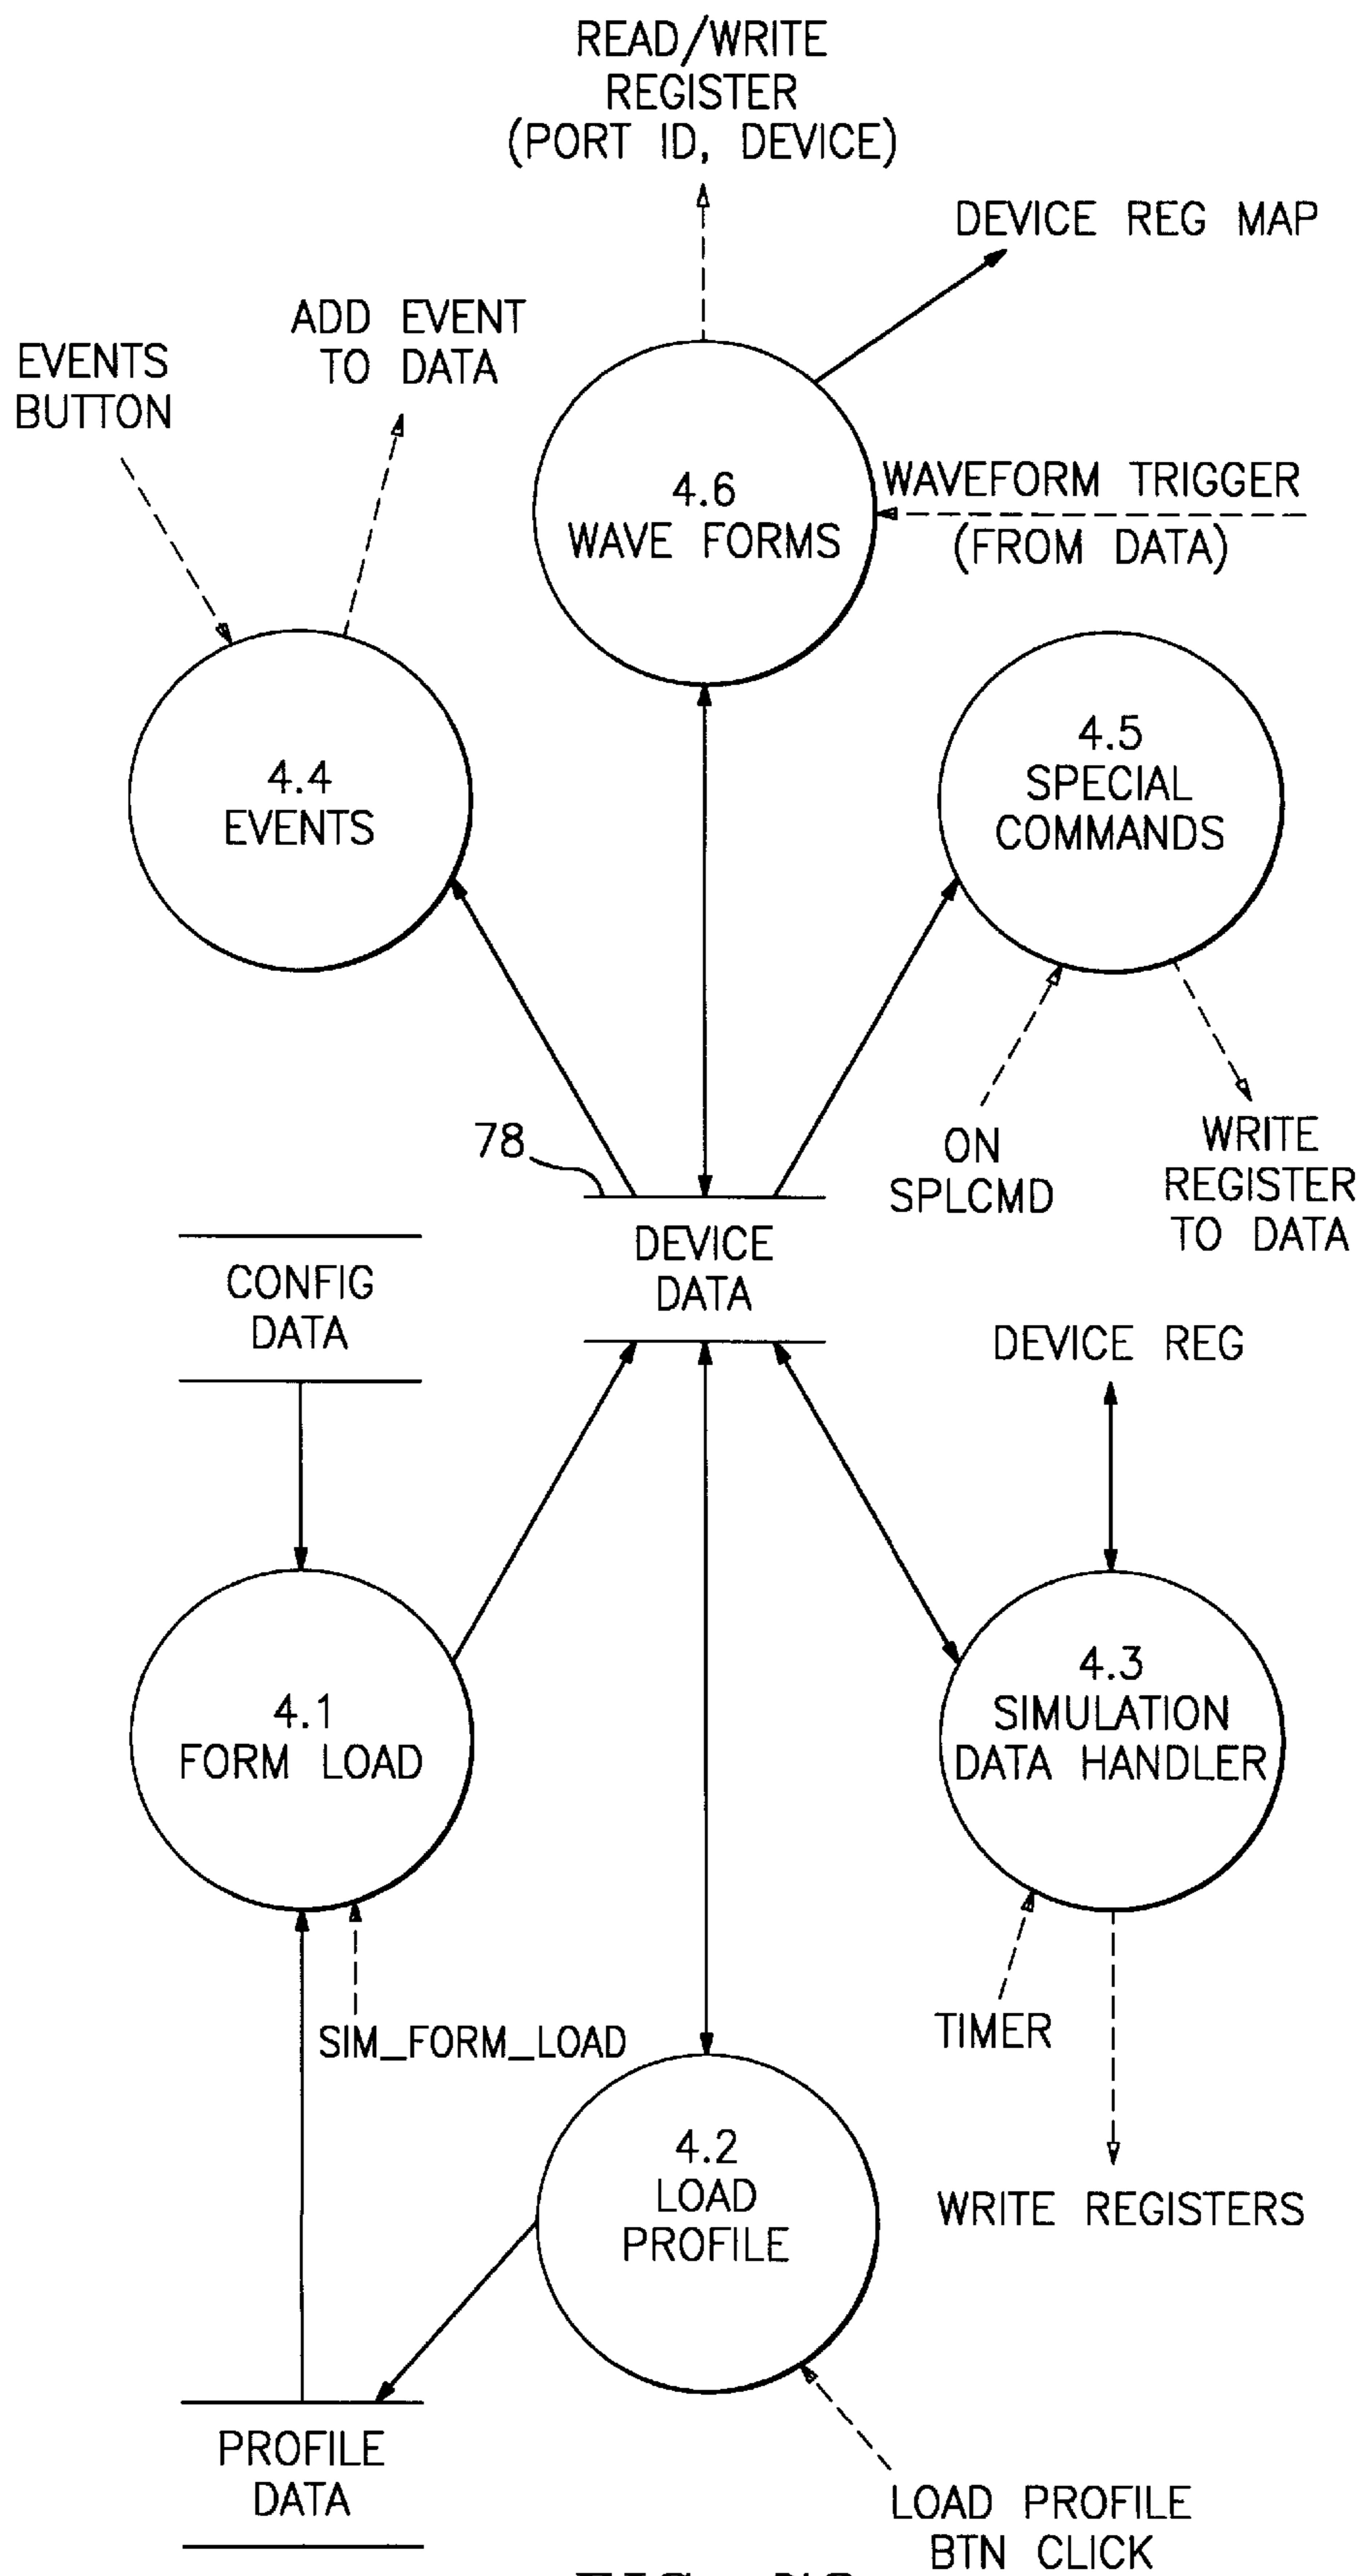 READ/WRITE
REGISTER
(PORT ID, DEVICE)
DEVICE REG MAP
ADD EVENT
TO DATA
EVENTS
BUTTON
4.6
WAVE FORMS
WAVEFORM TRIGGER
(FROM DATA)
4.4
EVENTS
4.5
SPECIAL
COMMANDS
78
ON
SPLCMD
WRITE
REGISTER
TO DATA
DEVICE
DATA
CONFIG
DATA
DEVICE REG
4.1
FORM LOAD
4.3
SIMULATION
DATA HANDLER
SIM_FORM_LOAD
TIMER
4.2
LOAD
PROFILE
WRITE REGISTERS
PROFILE
DATA
LOAD PROFILE
BTN CLICK